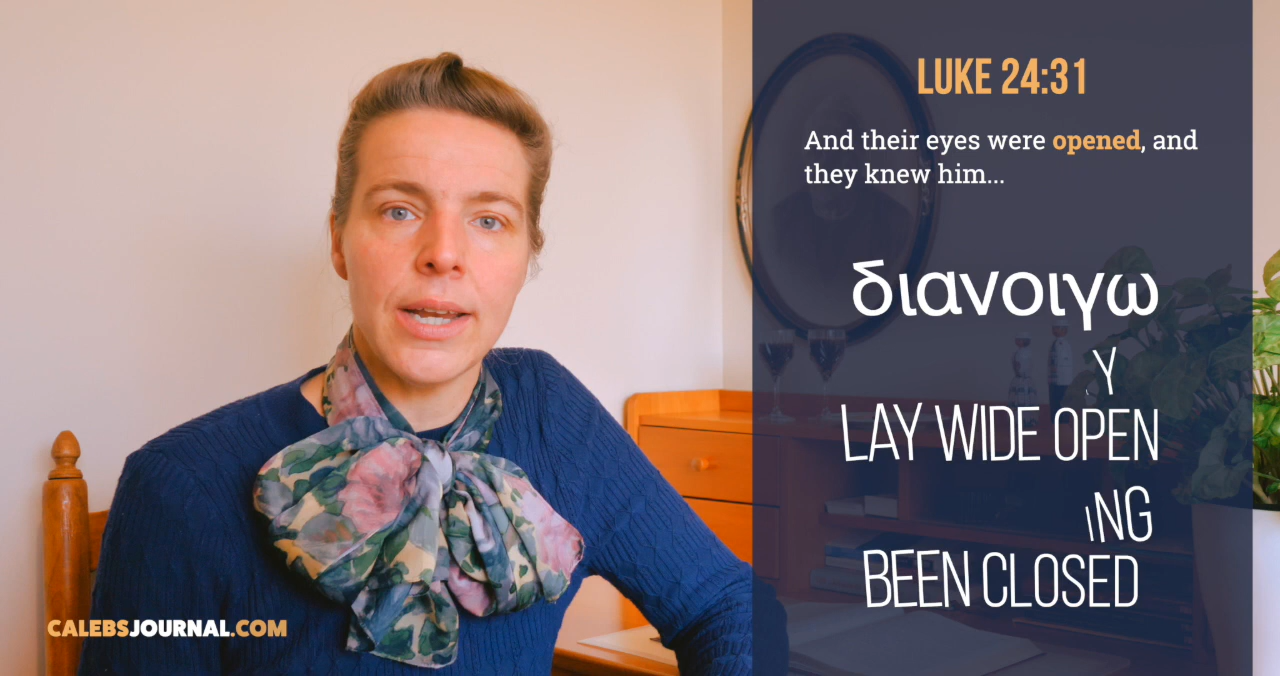 LUKE 24:31
And their eyes were opened, and
they knew him...
διανοιγω
LAY WIDE OPEN
BEEN CLOSED
CALEBSJOURNAL.COM